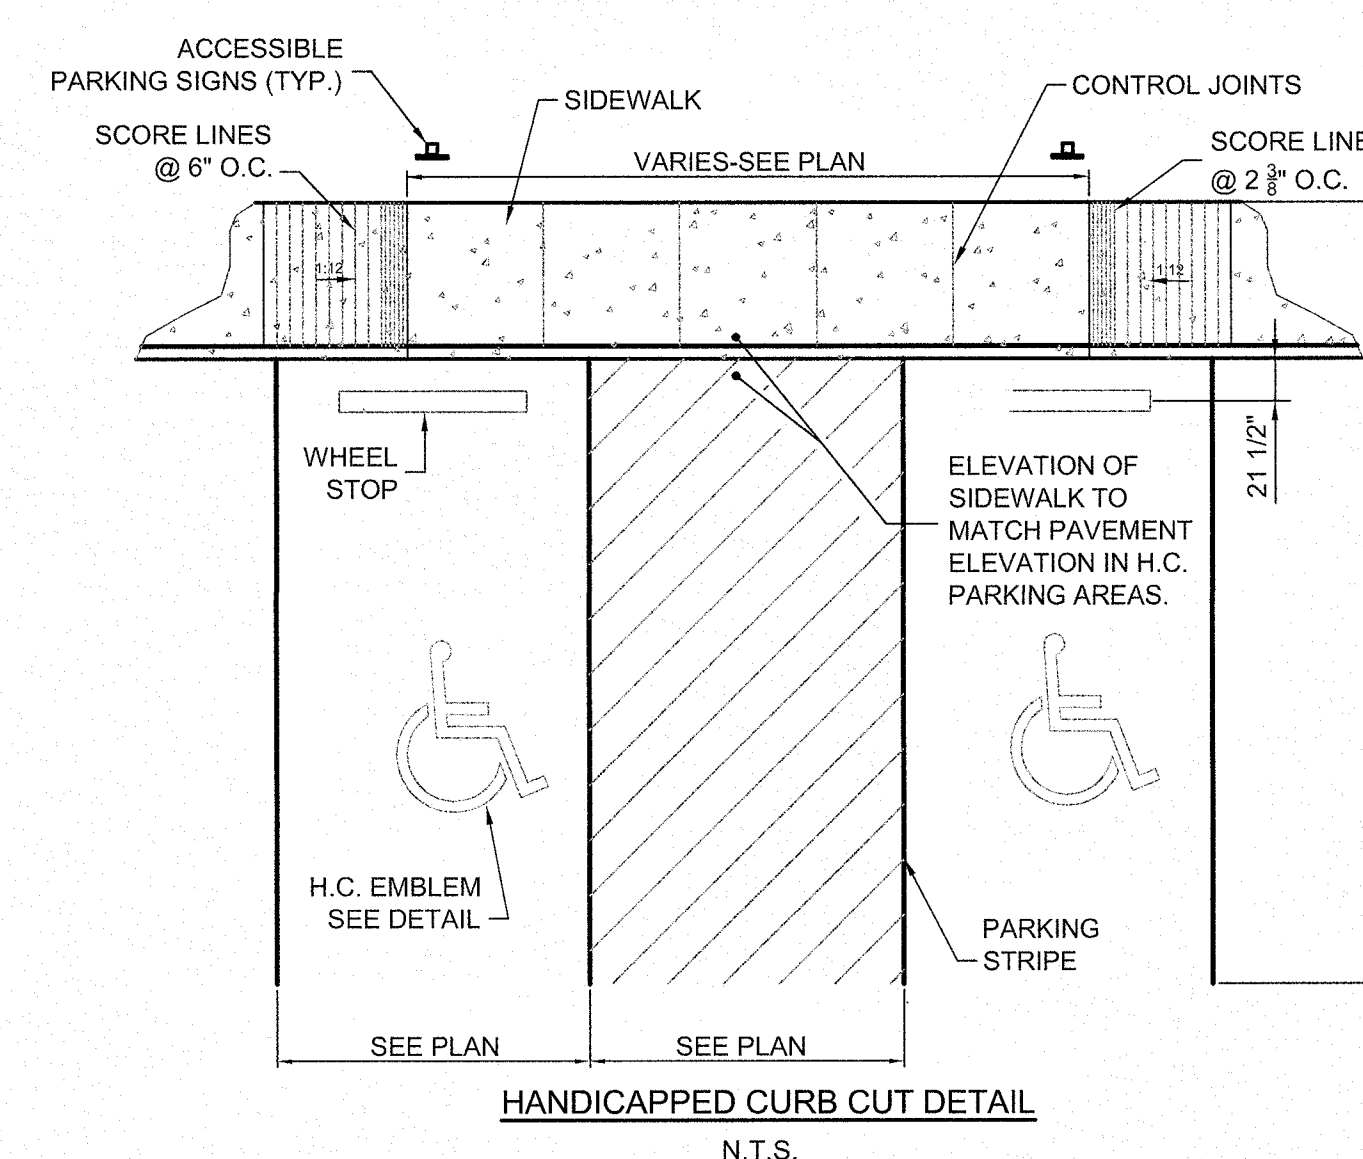 ACCESSIBLE
PARKING SIGNS (TYP.)
SIDEWALK
CONTROL JOINTS
SCORE LINES
@ 6" O.C.
VARIES-SEE PLAN
SCORE LINE
@ 2 3/8" O.C.
1:12
1:12
WHEEL
STOP
21 1/2"
ELEVATION OF
SIDEWALK TO
MATCH PAVEMENT
ELEVATION IN H.C.
PARKING AREAS.
H.C. EMBLEM
SEE DETAIL
PARKING
STRIPE
SEE PLAN
SEE PLAN
HANDICAPPED CURB CUT DETAIL
N.T.S.